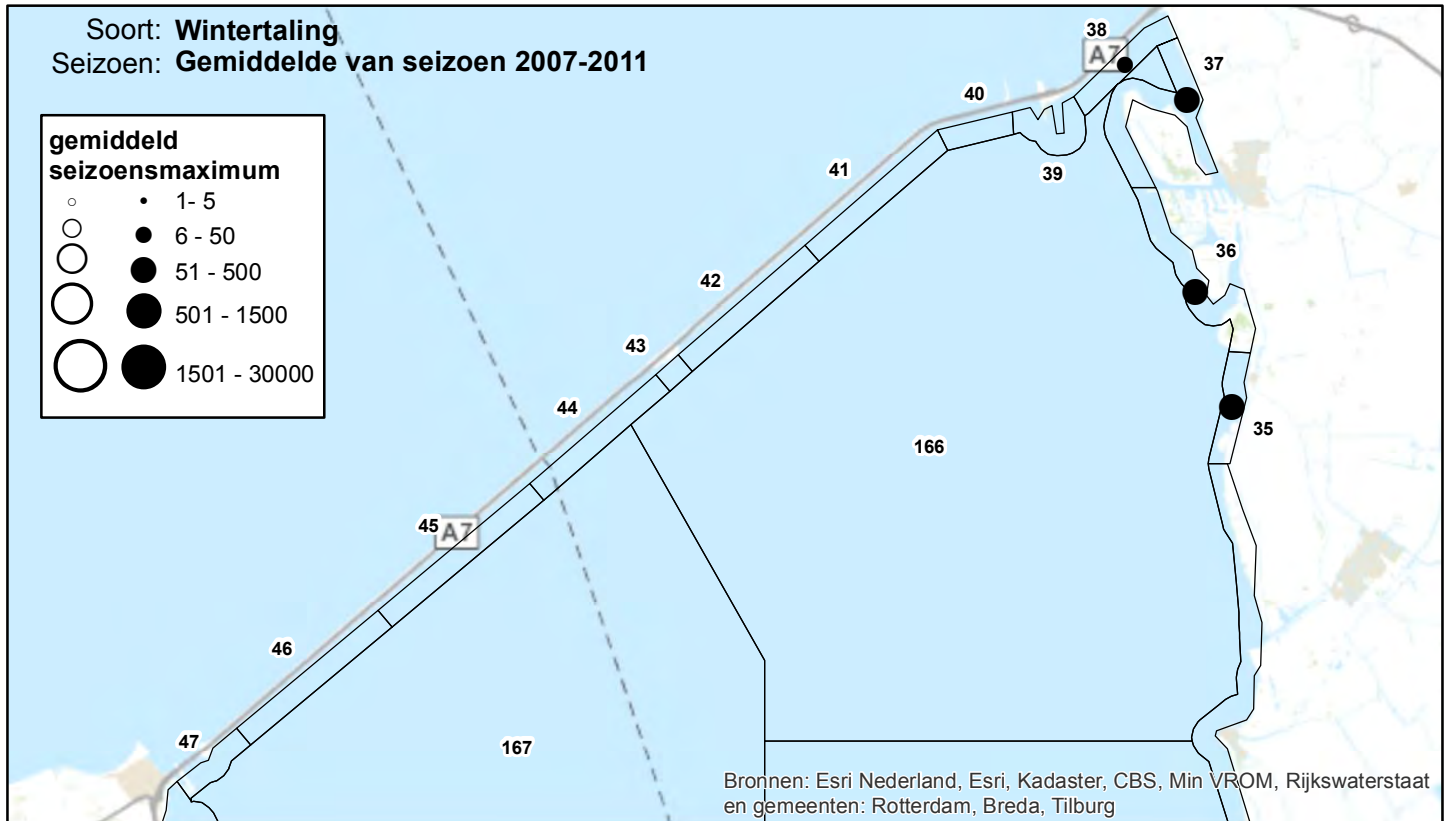 Soort: Wintertaling
Seizoen: Gemiddelde van seizoen 2007-2011
gemiddeld
seizoensmaximum
1- 5
6 - 50
51 - 500
501 - 1500
1501 - 30000
38
A7
37
40
39
41
36
42
43
35
44
166
45
A7
46
47
167
Bronnen: Esri Nederland, Esri, Kadaster, CBS, Min VROM, Rijkswaterstaat
en gemeenten: Rotterdam, Breda, Tilburg